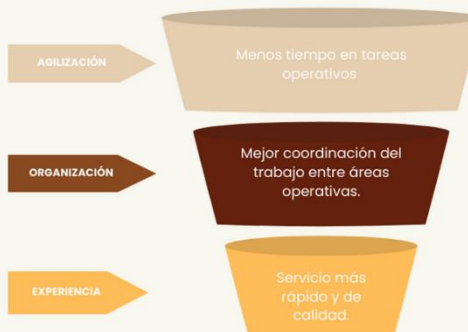 AGILIZACIÓN
Menos tiempo en tareas
operativos
ORGANIZACIÓN
Mejor coordinación del
trabajo entre áreas
operativas.
EXPERIENCIA
Servicio más
rápido y de
calidad.